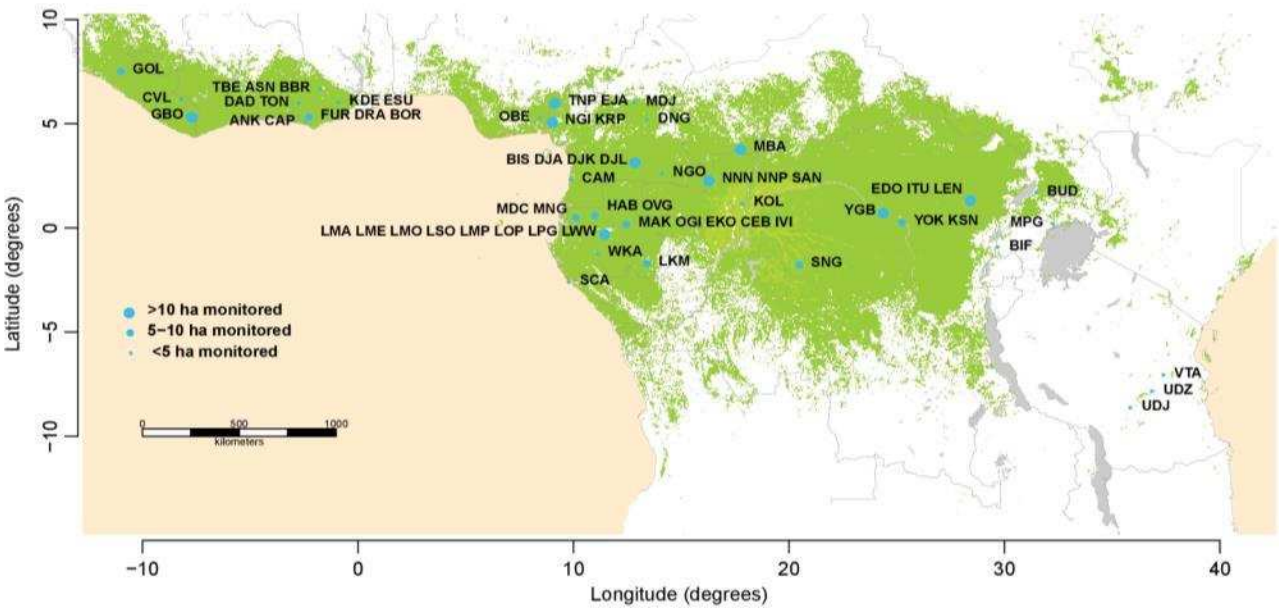 10
5
0
−5
−10
Latitude (degrees)
GOL
TBE ASN BBR
CVL
DAD TON
KDE ESU
GBO
ANK CAP
FUR DRA BOR
OBE
TNP EJA
MDJ
NGI KRP
DNG
MBA
BIS DJA DJK DJL
NGO
NNN NNP SAN
CAM
EDO ITU LEN
BUD
MDC MNG
HAB OVG
KOL
YGB
YOK KSN
MPG
LMA LME LMO LSO LMP LOP LPG LWW
MAK OGI EKO CEB IVI
BIF
WKA
LKM
SNG
SCA
VTA
UDZ
UDJ
>10 ha monitored
5−10 ha monitored
<5 ha monitored
0 500 1000
kilometers
−10 0 10 20 30 40
Longitude (degrees)